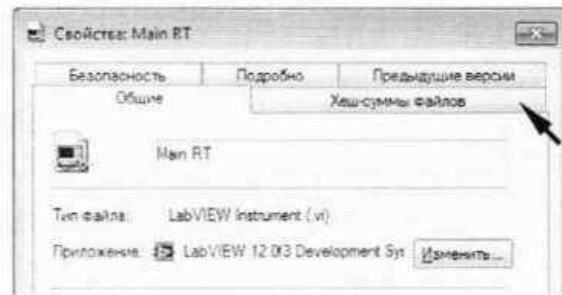 Свойства: Main RT
Безопасность Подробно Предыдущие версии
Общие Хеш-суммы файлов
Main RT
Тип файла: LabVIEW Instrument (.vi)
Приложение: LabVIEW 12.0f3 Development Sy
Изменить...